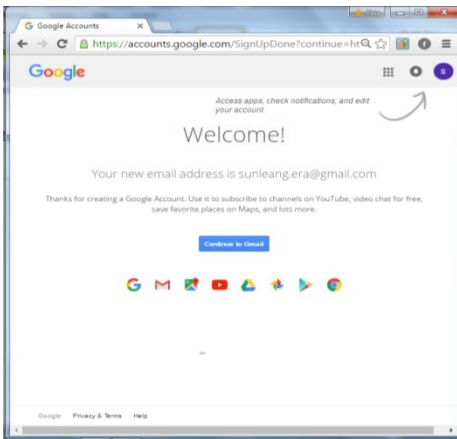 You
Google Accounts
https://accounts.google.com/SignUpDone?continue=ht
Google
S
Access apps, check notifications, and edit
your account
Welcome!
Your new email address is sunleang.era@gmail.com
Thanks for creating a Google Account. Use it to subscribe to channels on YouTube, video chat for free,
save favorite places on Maps, and lots more.
Continue to Gmail
Google Privacy & Terms Help